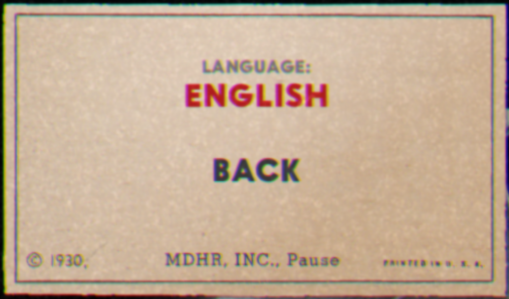 LANGUAGE:
ENGLISH
BACK
© 1930, MDHR, INC., Pause PRINTED IN U. S. A.